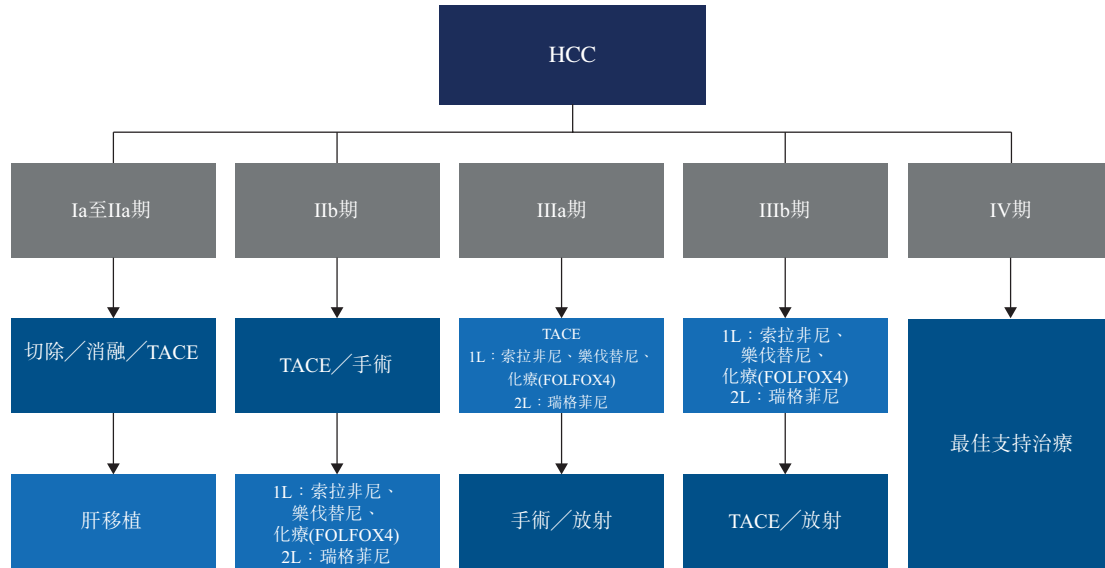 HCC
Ia至IIa期
IIb期
IIIa期
IIIb期
IV期
切除／消融／TACE
TACE／手術
TACE
1L：索拉非尼、樂伐替尼、
化療(FOLFOX4)
2L：瑞格菲尼
1L：索拉非尼、
樂伐替尼、
化療(FOLFOX4)
2L：瑞格菲尼
最佳支持治療
肝移植
1L：索拉非尼、
樂伐替尼、
化療(FOLFOX4)
2L：瑞格菲尼
手術／放射
TACE／放射